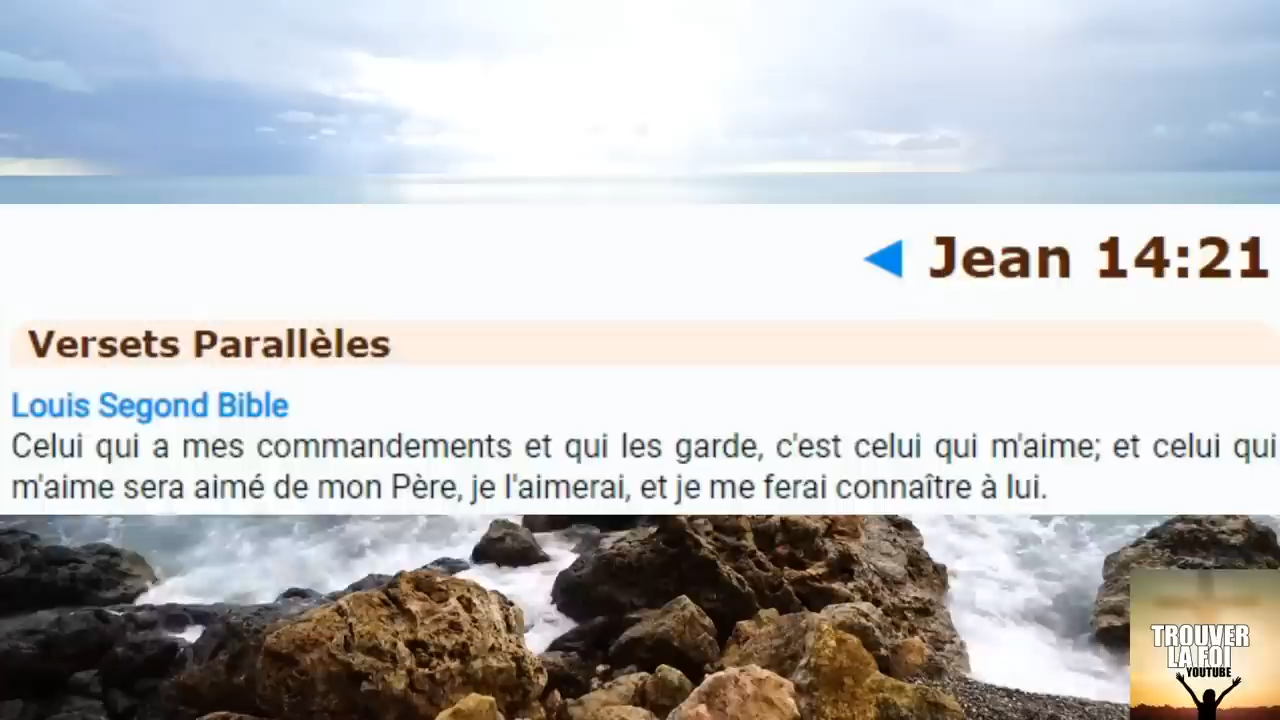 ◄ Jean 14:21
Versets Parallèles
Louis Segond Bible
Celui qui a mes commandements et qui les garde, c'est celui qui m'aime; et celui qui
m'aime sera aimé de mon Père, je l'aimerai, et je me ferai connaître à lui.
TROUVER
LA FOI
YOUTUBE